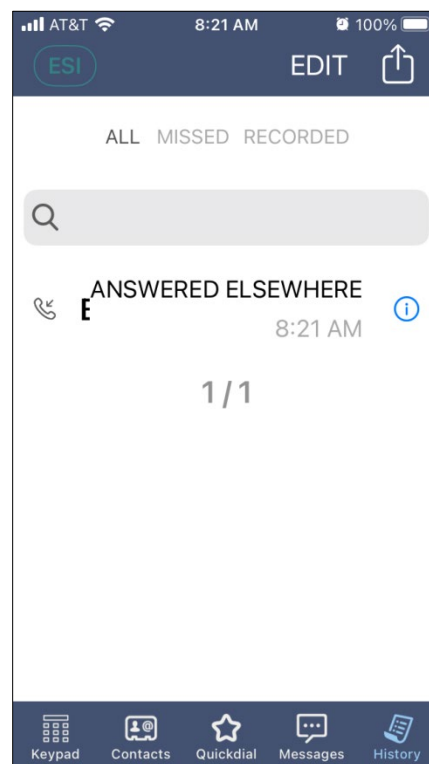 AT&T 8:21 AM 100%
ESI EDIT
ALL MISSED RECORDED
ANSWERED ELSEWHERE
8:21 AM
1/1
Keypad Contacts Quickdial Messages History